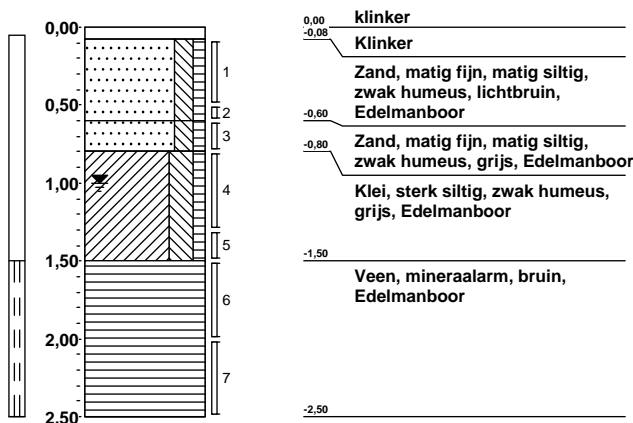 0,00
0,50
1,00
1,50
2,00
2,50
1
2
3
4
5
6
7
0,00 klinker
-0,08 Klinker
Zand, matig fijn, matig siltig,
zwak humeus, lichtbruin,
Edelmanboor
-0,60
Zand, matig fijn, matig siltig,
zwak humeus, grijs, Edelmanboor
-0,80
Klei, sterk siltig, zwak humeus,
grijs, Edelmanboor
-1,50
Veen, mineraalarm, bruin,
Edelmanboor
-2,50